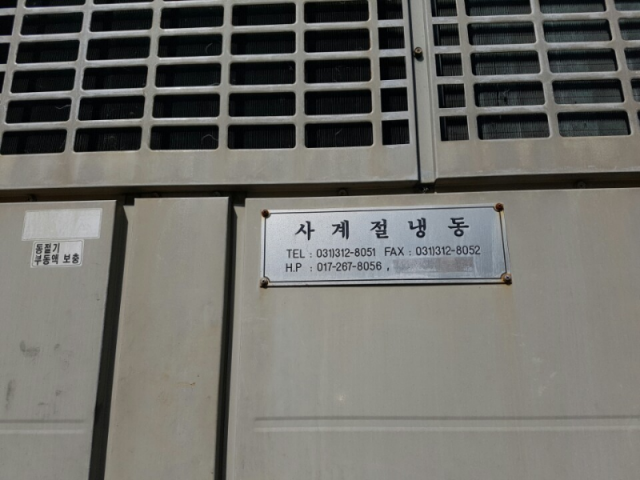 사계절냉동
TEL : 031)312-8051 FAX : 031)312-8052
H.P : 017-267-8056 ,
동절기
부동액 보충